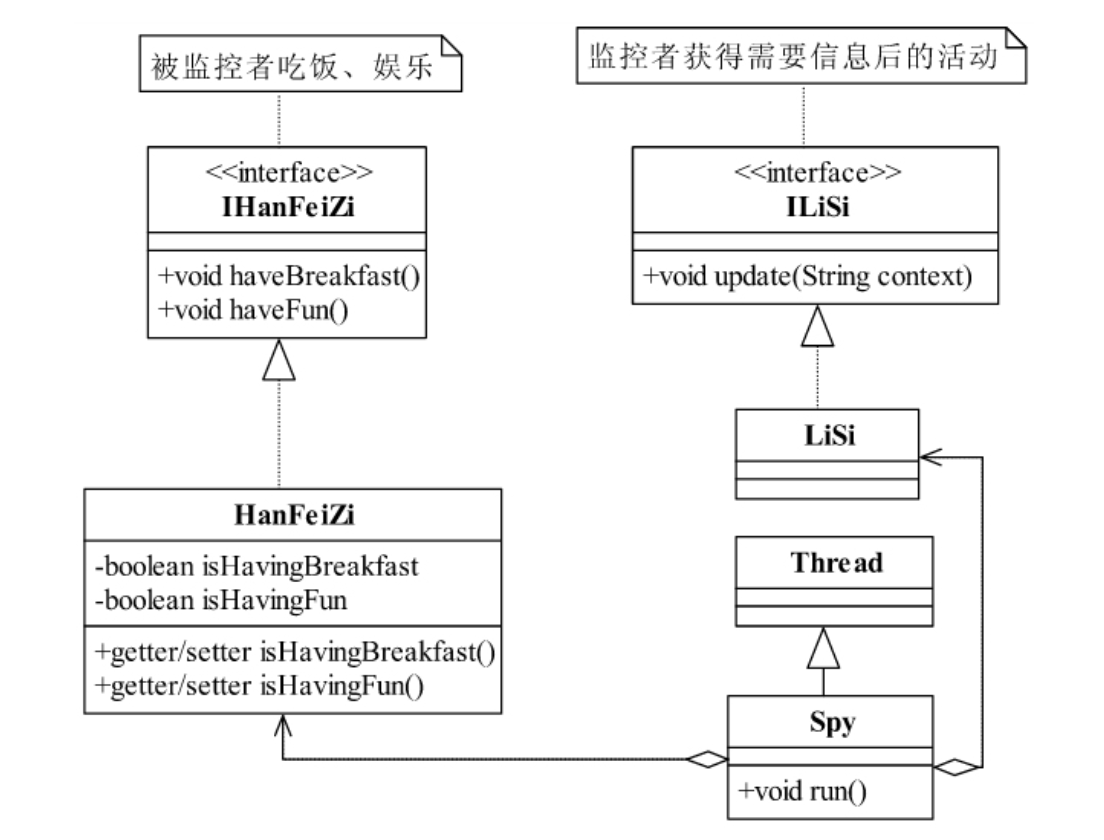 被监控者吃饭、娱乐
<<interface>>
IHanFeiZi
+void haveBreakfast()
+void haveFun()
HanFeiZi
-boolean isHavingBreakfast
-boolean isHavingFun
+getter/setter isHavingBreakfast()
+getter/setter isHavingFun()
监控者获得需要信息后的活动
<<interface>>
ILiSi
+void update(String context)
LiSi
Thread
Spy
+void run()